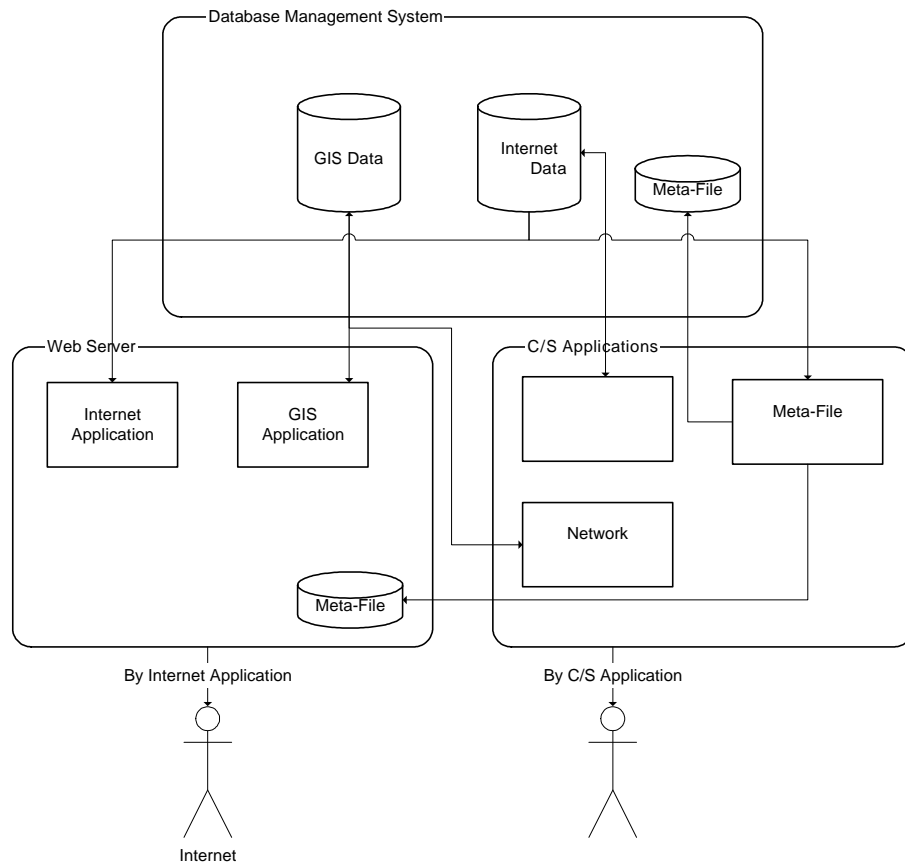 Database Management System
GIS Data
Internet
Data
Meta-File
Web Server
C/S Applications
Internet
Application
GIS
Application
Meta-File
Network
Meta-File
By Internet Application
By C/S Application
Internet